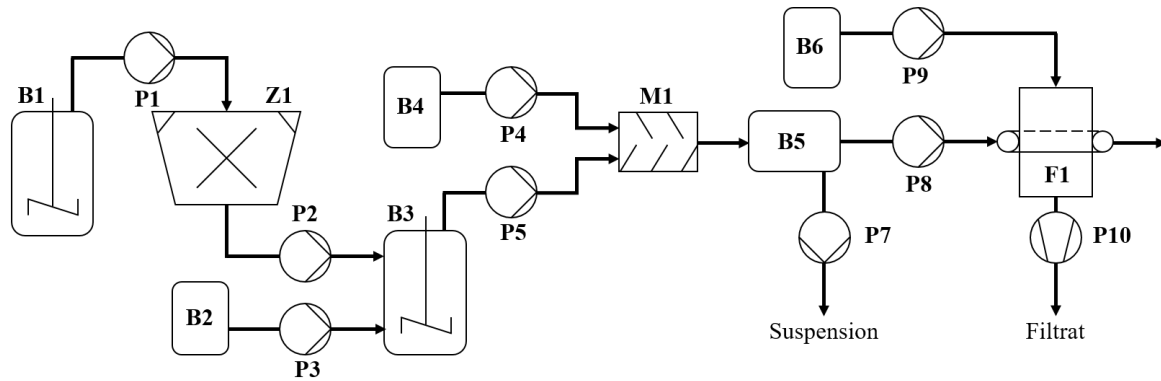 B1
P1
Z1
B2
P2
P3
B3
B4
P4
P5
M1
B5
P7
Suspension
B6
P9
P8
F1
P10
Filtrat